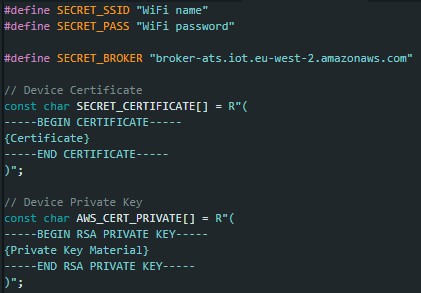 #define SECRET_SSID "WiFi name"
#define SECRET_PASS "WiFi password"
#define SECRET_BROKER "broker-ats.iot.eu-west-2.amazonaws.com"
// Device Certificate
const char SECRET_CERTIFICATE[] = R"(
-----BEGIN CERTIFICATE-----
{Certificate}
-----END CERTIFICATE-----
)";
// Device Private Key
const char AWS_CERT_PRIVATE[] = R"(
-----BEGIN RSA PRIVATE KEY-----
{Private Key Material}
-----END RSA PRIVATE KEY-----
)";